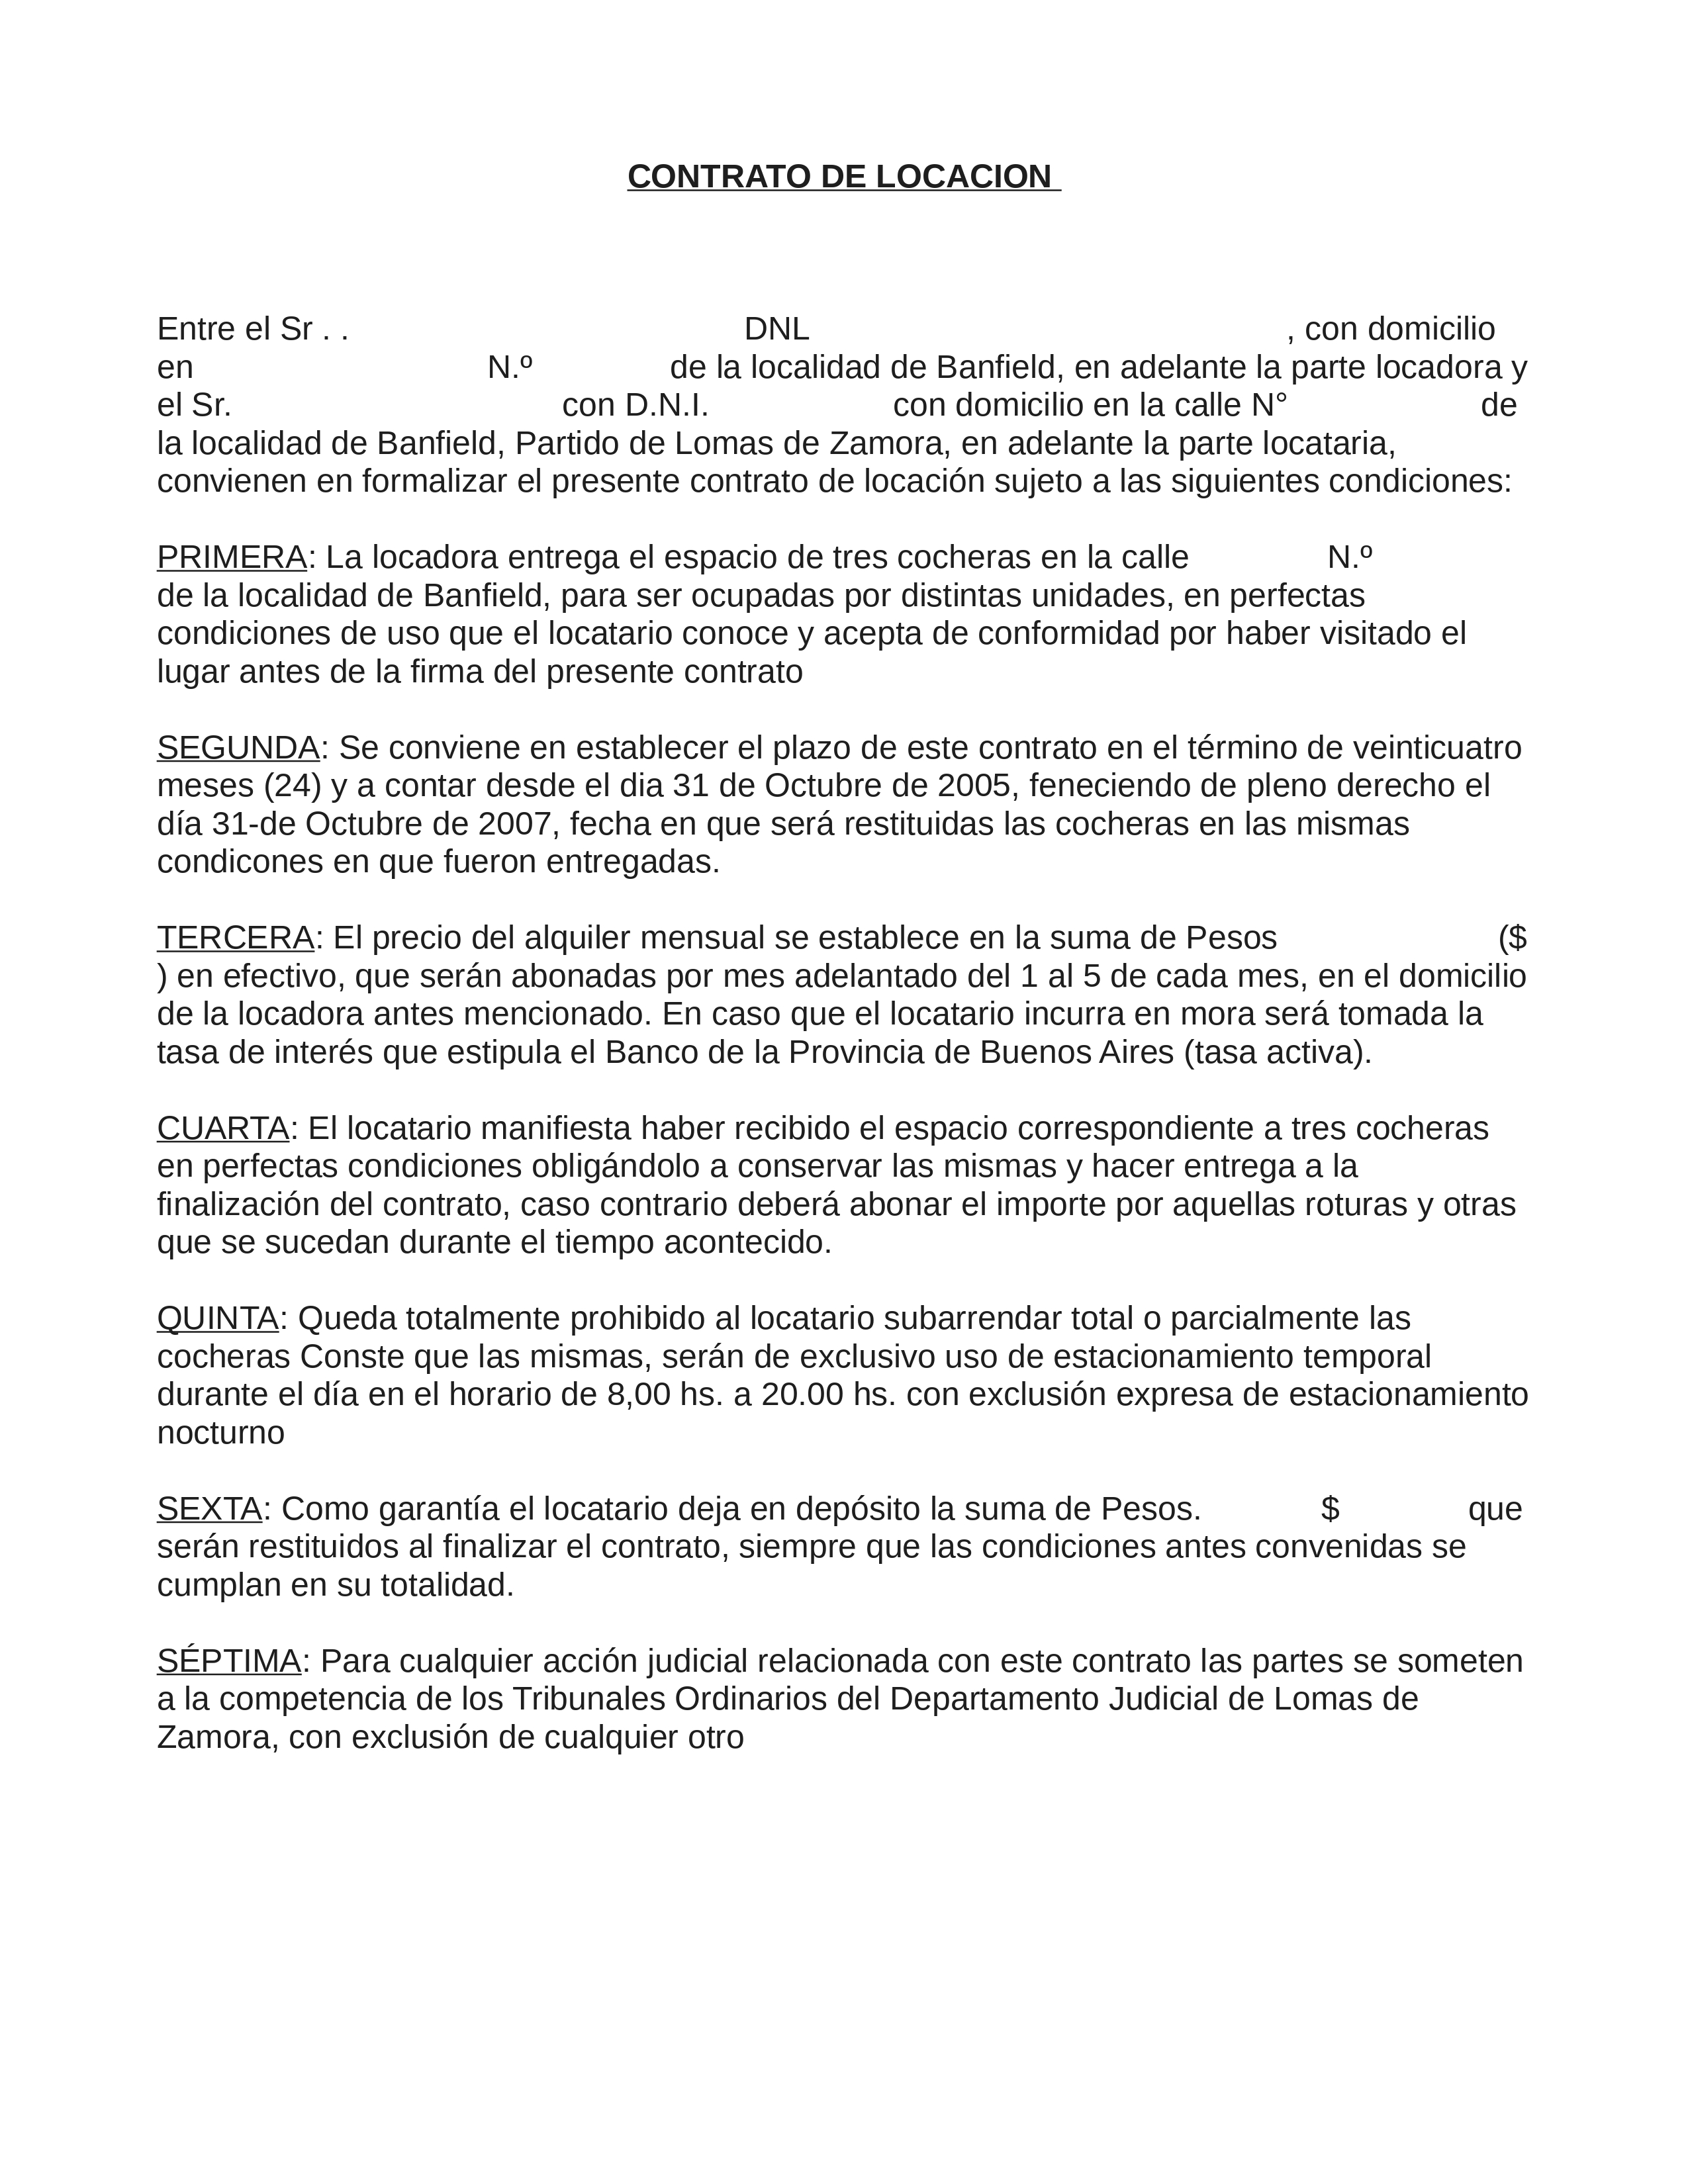 CONTRATO DE LOCACION
Entre el Sr . . DNL , con domicilio
en N.º de la localidad de Banfield, en adelante la parte locadora y
el Sr. con D.N.I. con domicilio en la calle N° de
la localidad de Banfield, Partido de Lomas de Zamora, en adelante la parte locataria,
convienen en formalizar el presente contrato de locación sujeto a las siguientes condiciones:
PRIMERA: La locadora entrega el espacio de tres cocheras en la calle N.º
de la localidad de Banfield, para ser ocupadas por distintas unidades, en perfectas
condiciones de uso que el locatario conoce y acepta de conformidad por haber visitado el
lugar antes de la firma del presente contrato
SEGUNDA: Se conviene en establecer el plazo de este contrato en el término de veinticuatro
meses (24) y a contar desde el dia 31 de Octubre de 2005, feneciendo de pleno derecho el
día 31-de Octubre de 2007, fecha en que será restituidas las cocheras en las mismas
condicones en que fueron entregadas.
TERCERA: El precio del alquiler mensual se establece en la suma de Pesos ($
) en efectivo, que serán abonadas por mes adelantado del 1 al 5 de cada mes, en el domicilio
de la locadora antes mencionado. En caso que el locatario incurra en mora será tomada la
tasa de interés que estipula el Banco de la Provincia de Buenos Aires (tasa activa).
CUARTA: El locatario manifiesta haber recibido el espacio correspondiente a tres cocheras
en perfectas condiciones obligándolo a conservar las mismas y hacer entrega a la
finalización del contrato, caso contrario deberá abonar el importe por aquellas roturas y otras
que se sucedan durante el tiempo acontecido.
QUINTA: Queda totalmente prohibido al locatario subarrendar total o parcialmente las
cocheras Conste que las mismas, serán de exclusivo uso de estacionamiento temporal
durante el día en el horario de 8,00 hs. a 20.00 hs. con exclusión expresa de estacionamiento
nocturno
SEXTA: Como garantía el locatario deja en depósito la suma de Pesos. $ que
serán restituidos al finalizar el contrato, siempre que las condiciones antes convenidas se
cumplan en su totalidad.
SÉPTIMA: Para cualquier acción judicial relacionada con este contrato las partes se someten
a la competencia de los Tribunales Ordinarios del Departamento Judicial de Lomas de
Zamora, con exclusión de cualquier otro